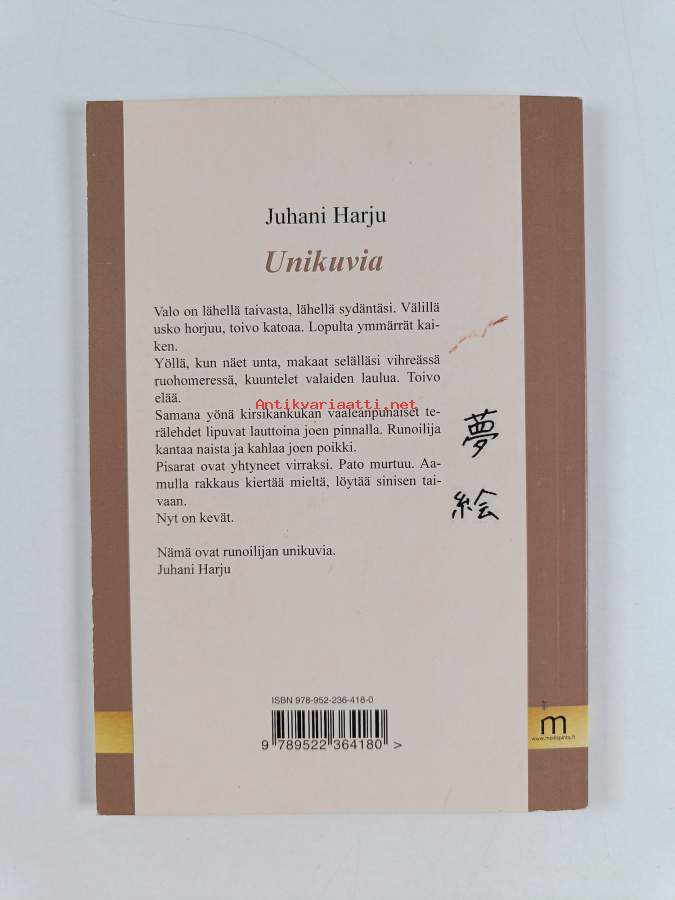 Juhani Harju
Unikuvia
Valo on lähellä taivasta, lähellä sydäntäsi. Välillä
usko horjuu, toivo katoaa. Lopulta ymmärrät kai-
ken.
Yöllä, kun näet unta, makaat selälläsi vihreässä
ruohomeressä, kuuntelet valaiden laulua. Toivo
elää.
Antikvariaatti.net
Samana yönä kirsikankukan vaaleanpunaiset te-
rälehdet lipuvat lauttoina joen pinnalla. Runoilija
kantaa naista ja kahlaa joen poikki.
Pisarat ovat yhtyneet virraksi. Pato murtuu. Aa-
mulla rakkaus kiertää mieltä, löytää sinisen tai-
vaan.
Nyt on kevät.
Nämä ovat runoilijan unikuvia.
Juhani Harju
夢
絵
ISBN 978-952-236-418-0
9 789522 364180 >
m
www.mediapinta.fi